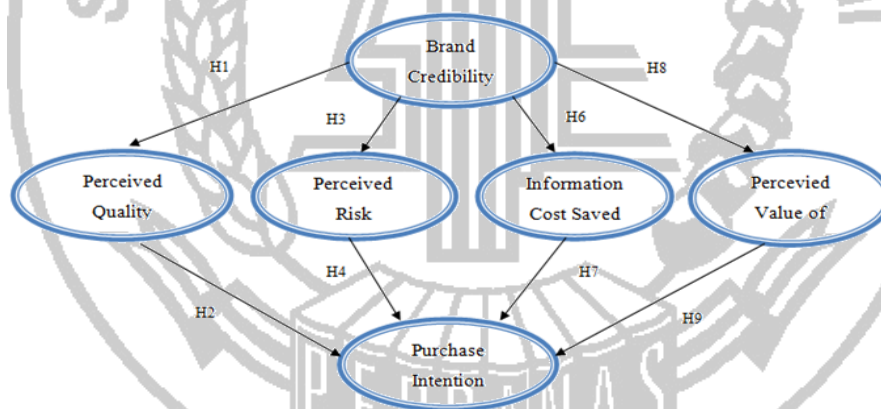 Brand
Credibility
H1
H8
H3
H6
Perceived
Quality
Perceived
Risk
Information
Cost Saved
Percevied
Value of
H4
H7
H2
H9
Purchase
Intention